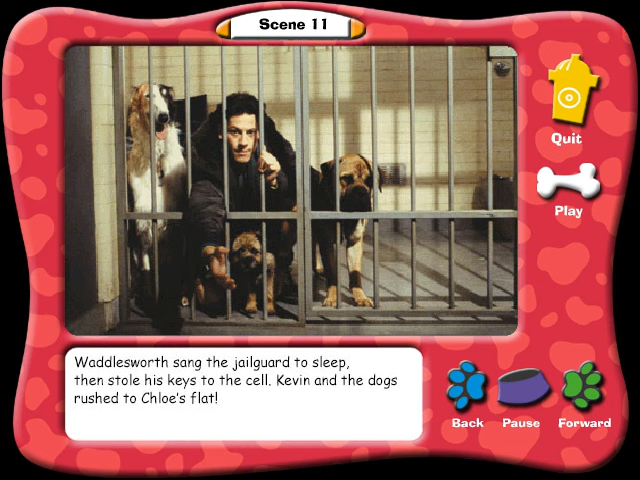 Scene 11
Quit
Play
Waddlesworth sang the jailguard to sleep,
then stole his keys to the cell. Kevin and the dogs
rushed to Chloe's flat!
Back Pause Forward